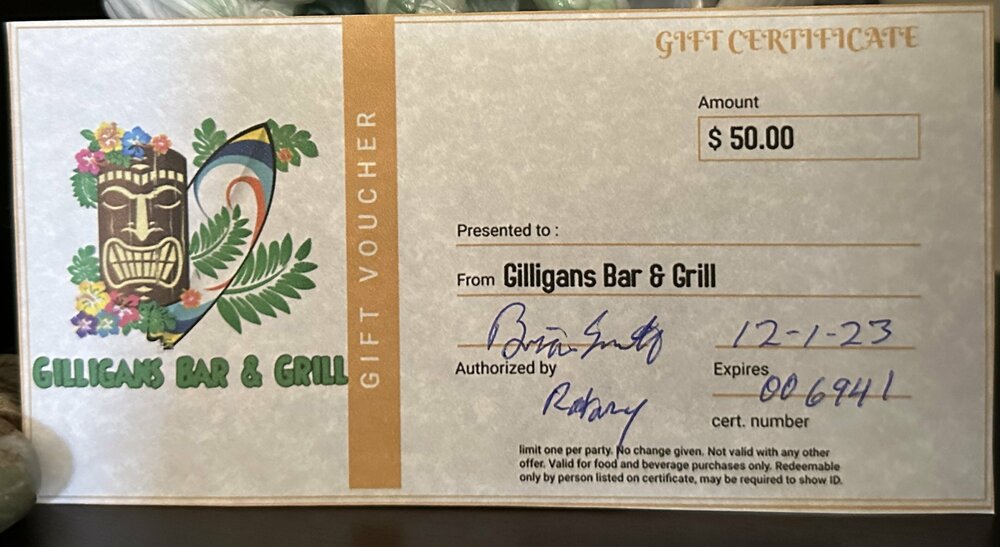 GIFT CERTIFICATE
Amount
$ 50.00
GIFT VOUCHER
GILLIGANS BAR & GRILL
Presented to :
From Gilligans Bar & Grill
Brian
12-1-23
Authorized by
Expires
Rotary
006941
cert. number
limit one per party. No change given. Not valid with any other
offer. Valid for food and beverage purchases only. Redeemable
only by person listed on certificate, may be required to show ID.